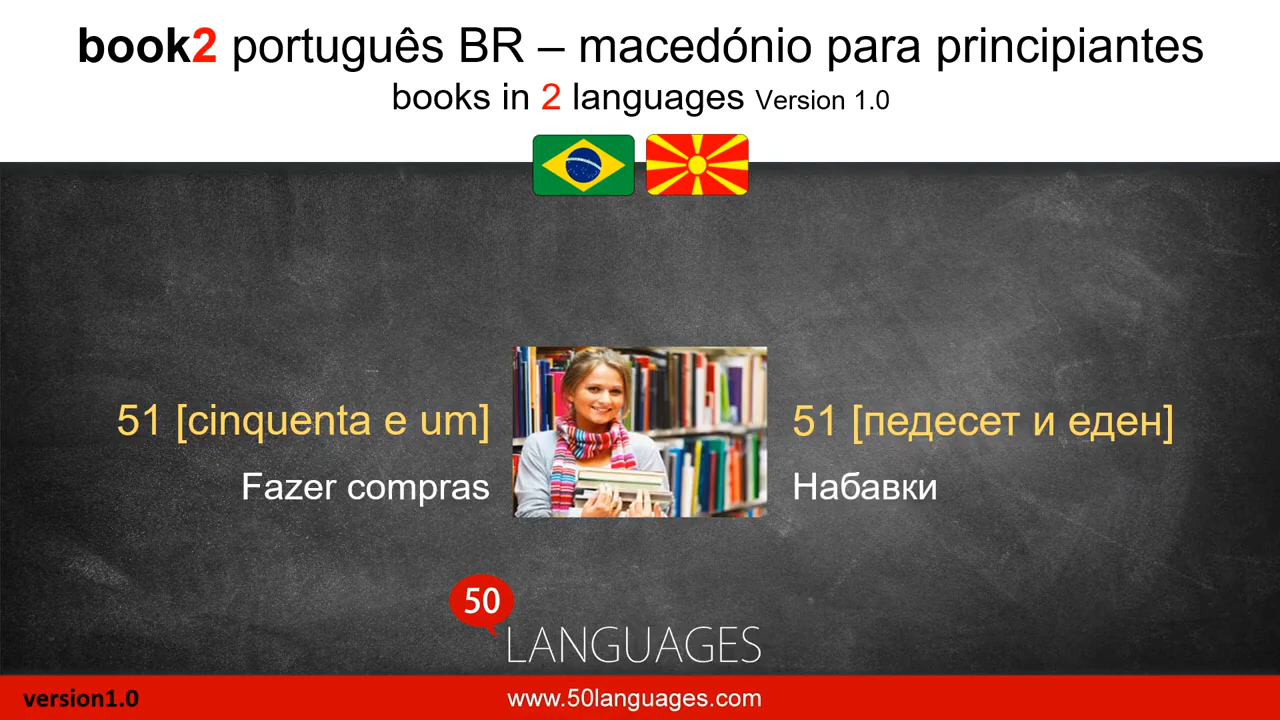 book2 português BR – macedónio para principiantes
books in 2 languages Version 1.0
51 [cinquenta e um]
Fazer compras
51 [педесет и еден]
Набавки
50
LANGUAGES
version1.0
www.50languages.com